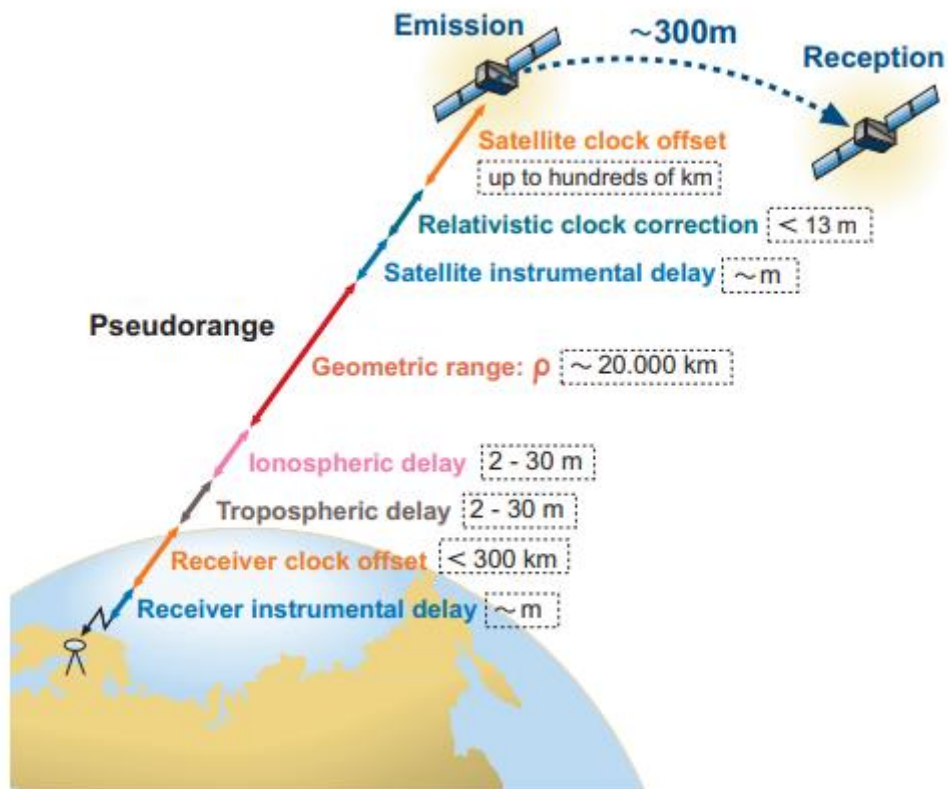 Emission
~300m
Reception
Satellite clock offset
up to hundreds of km
Relativistic clock correction < 13 m
Satellite instrumental delay ~m
Pseudorange
Geometric range: ρ ~ 20.000 km
Ionospheric delay 2 - 30 m
Tropospheric delay 2 - 30 m
Receiver clock offset < 300 km
Receiver instrumental delay ~m